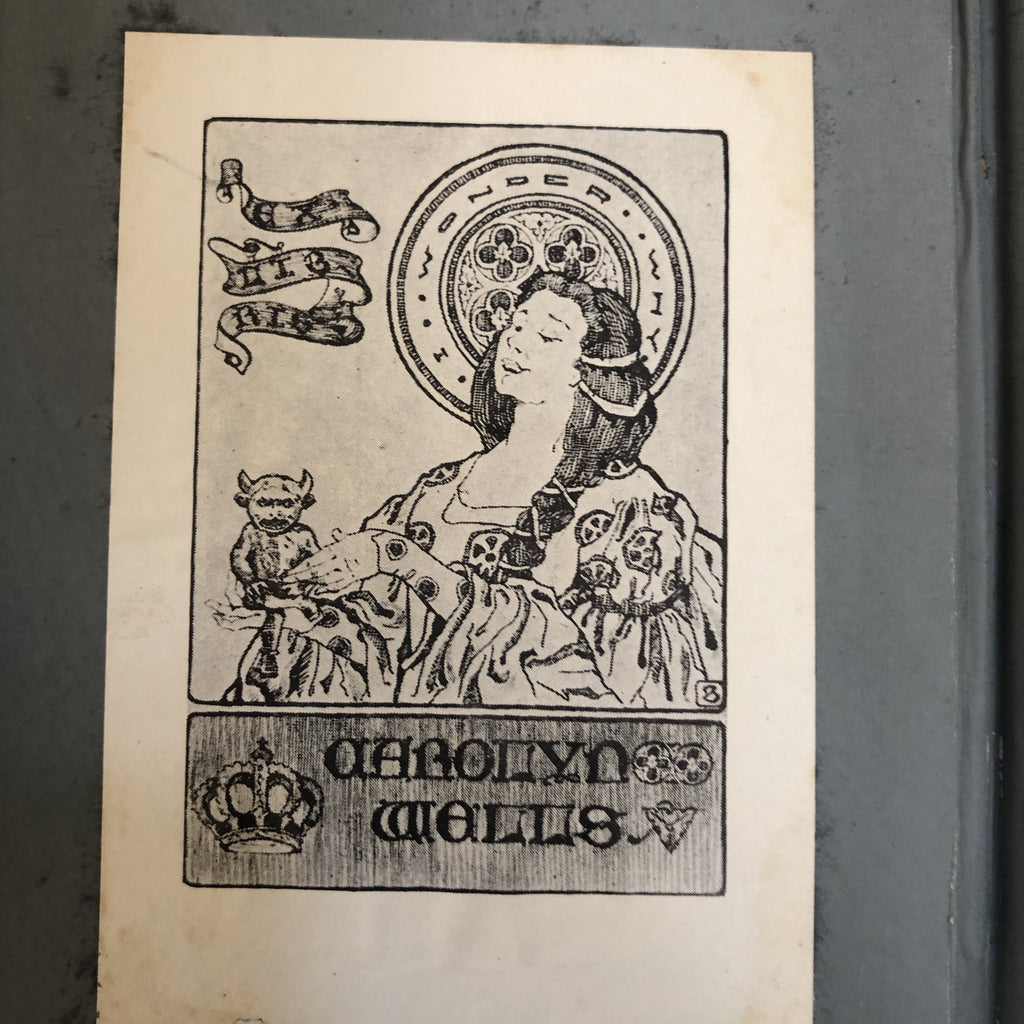 EX
LIB
RIS
I · WONDER · WHY
CAROLYN
WELLS.